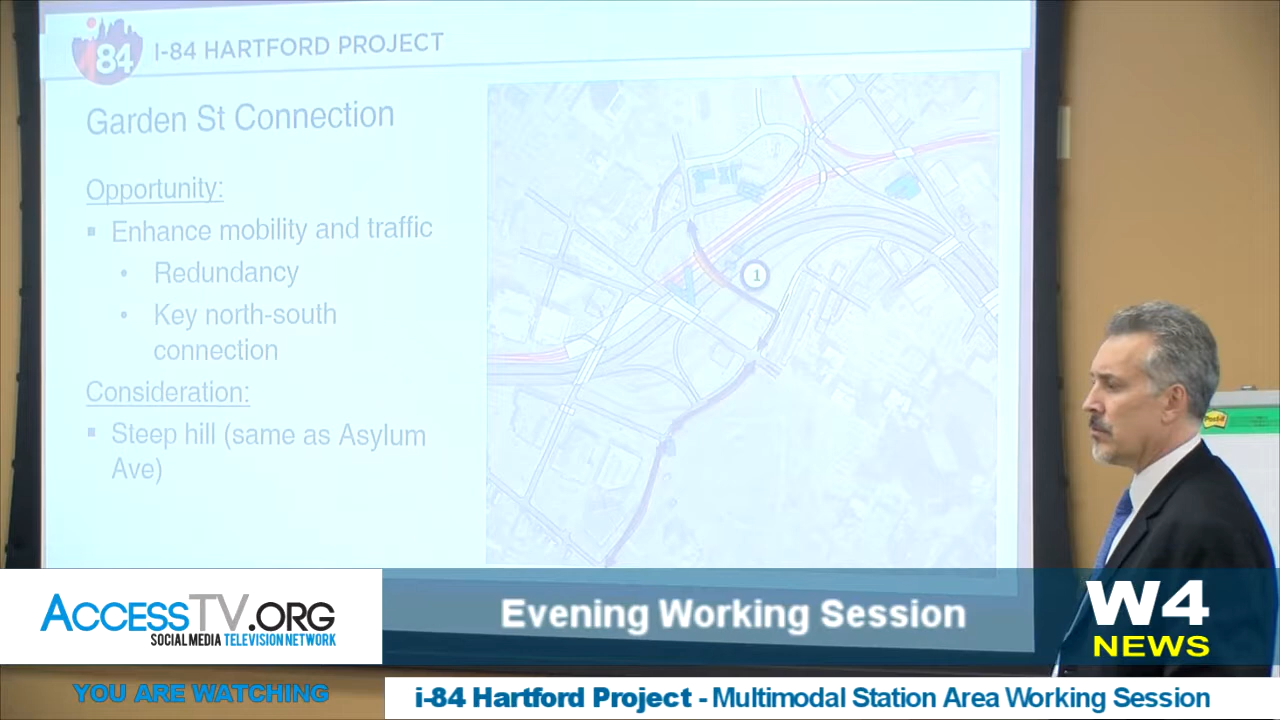 84
I-84 HARTFORD PROJECT
Garden St Connection
Opportunity:
▪ Enhance mobility and traffic
• Redundancy
• Key north-south
connection
Consideration:
▪ Steep hill (same as Asylum
Ave)
1
Post-it
ACCESSTV.ORG
SOCIAL MEDIA TELEVISION NETWORK
Evening Working Session
W4
NEWS
YOU ARE WATCHING
i-84 Hartford Project - Multimodal Station Area Working Session